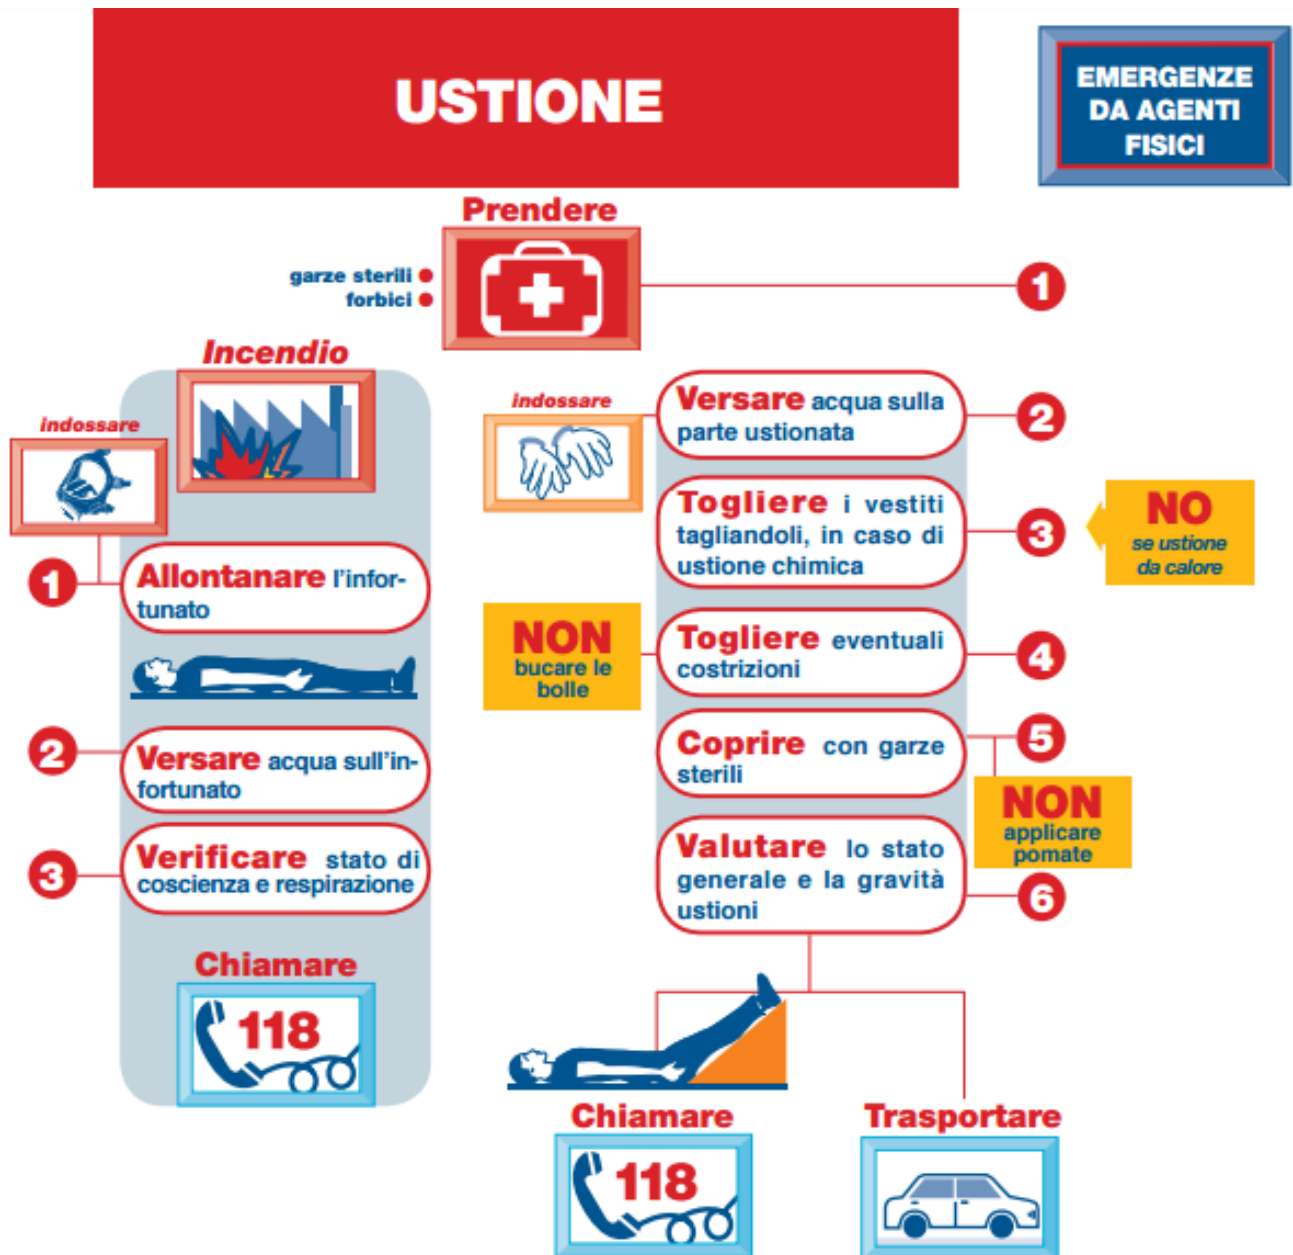 USTIONE
EMERGENZE
DA AGENTI
FISICI
Prendere
garze sterili
forbici
1
Incendio
indossare
1
Allontanare l'infor-
tunato
2
Versare acqua sull'in-
fortunato
3
Verificare stato di
coscienza e respirazione
Chiamare
118
indossare
Versare acqua sulla
parte ustionata
2
Togliere i vestiti
tagliandoli, in caso di
ustione chimica
3
NO
se ustione
da calore
NON
bucare le
bolle
Togliere eventuali
costrizioni
4
Coprire con garze
sterili
5
NON
applicare
pomate
Valutare lo stato
generale e la gravità
ustioni
6
Chiamare
118
Trasportare